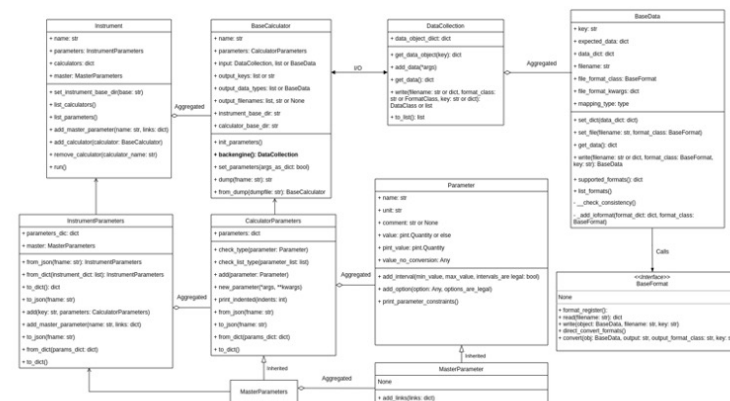 Instrument
+ name: str
+ parameters: InstrumentParameters
+ calculators: dict
+ master: MasterParameters
+ set_instrument_base_dir(base: str)
+ list_calculators()
+ list_parameters()
+ add_master_parameter(name: str, links: dict)
+ add_calculator(calculator: BaseCalculator)
+ remove_calculator(calculator_name: str)
+ run()
Aggregated
BaseCalculator
+ name: str
+ parameters: CalculatorParameters
+ input: DataCollection, list or BaseData
+ output_keys: list or str
+ output_data_types: list or BaseData
+ output_filenames: list, str or None
+ instrument_base_dir: str
+ calculator_base_dir: str
+ init_parameters()
+ backengine(): DataCollection
+ set_parameters(args_as_dict: bool)
+ dump(fname: str): str
+ from_dump(dumpfile: str): BaseCalculator
I/O
DataCollection
+ data_object_dict: dict
+ get_data_object(key): dict
+ add_data(*args)
+ get_data(): dict
+ write(filename: str or dict, format_class:
str or FormatClass, key: str or dict):
DataClass or list
+ to_list(): list
Aggregated
BaseData
+ key: str
+ expected_data: dict
+ data_dict: dict
+ filename: str
+ file_format_class: BaseFormat
+ file_format_kwargs: dict
+ mapping_type: type
+ set_dict(data_dict: dict)
+ set_file(filename: str, format_class: BaseFormat)
+ get_data(): dict
+ write(filename: str or dict, format_class: BaseFormat,
key: str): BaseData
+ supported_formats(): dict
+ list_formats()
- __check_consistency()
- _add_ioformat(format_dict: dict, format_class:
BaseFormat)
Calls
<<Interface>>
BaseFormat
None
+ format_register():
+ read(filename: str): dict
+ write(object: BaseData, filename: str, key: str)
+ direct_convert_formats()
+ convert(obj: BaseData, output: str, output_format_class: str, key: s
InstrumentParameters
+ parameters_dic: dict
+ master: MasterParameters
+ from_json(fname: str): InstrumentParameters
+ from_dict(instrument_dict: list): InstrumentParameters
+ to_dict(): dict
+ to_json(fname: str)
+ add(key: str, parameters: CalculatorParameters)
+ add_master_parameter(name: str, links: dict)
+ to_json(fname: str)
+ from_dict(params_dict: dict)
+ to_dict()
Aggregated
CalculatorParameters
+ parameters: dict
+ check_type(parameter: Parameter)
+ check_list_type(parameter_list: list)
+ add(parameter: Parameter)
+ new_parameter(*args, **kwargs)
+ print_indented(indents: int)
+ from_json(fname: str)
+ to_json(fname: str)
+ from_dict(params_dict: dict)
+ to_dict()
Aggregated
Parameter
+ name: str
+ unit: str
+ comment: str or None
+ value: pint.Quantity or else
+ pint_value: pint.Quantity
+ value_no_conversion: Any
+ add_interval(min_value, max_value, intervals_are legal: bool)
+ add_option(option: Any, options_are_legal)
+ print_parameter_constraints()
Inherited
Inherited
MasterParameters
Aggregated
MasterParameter
None
+ add_links(links: dict)